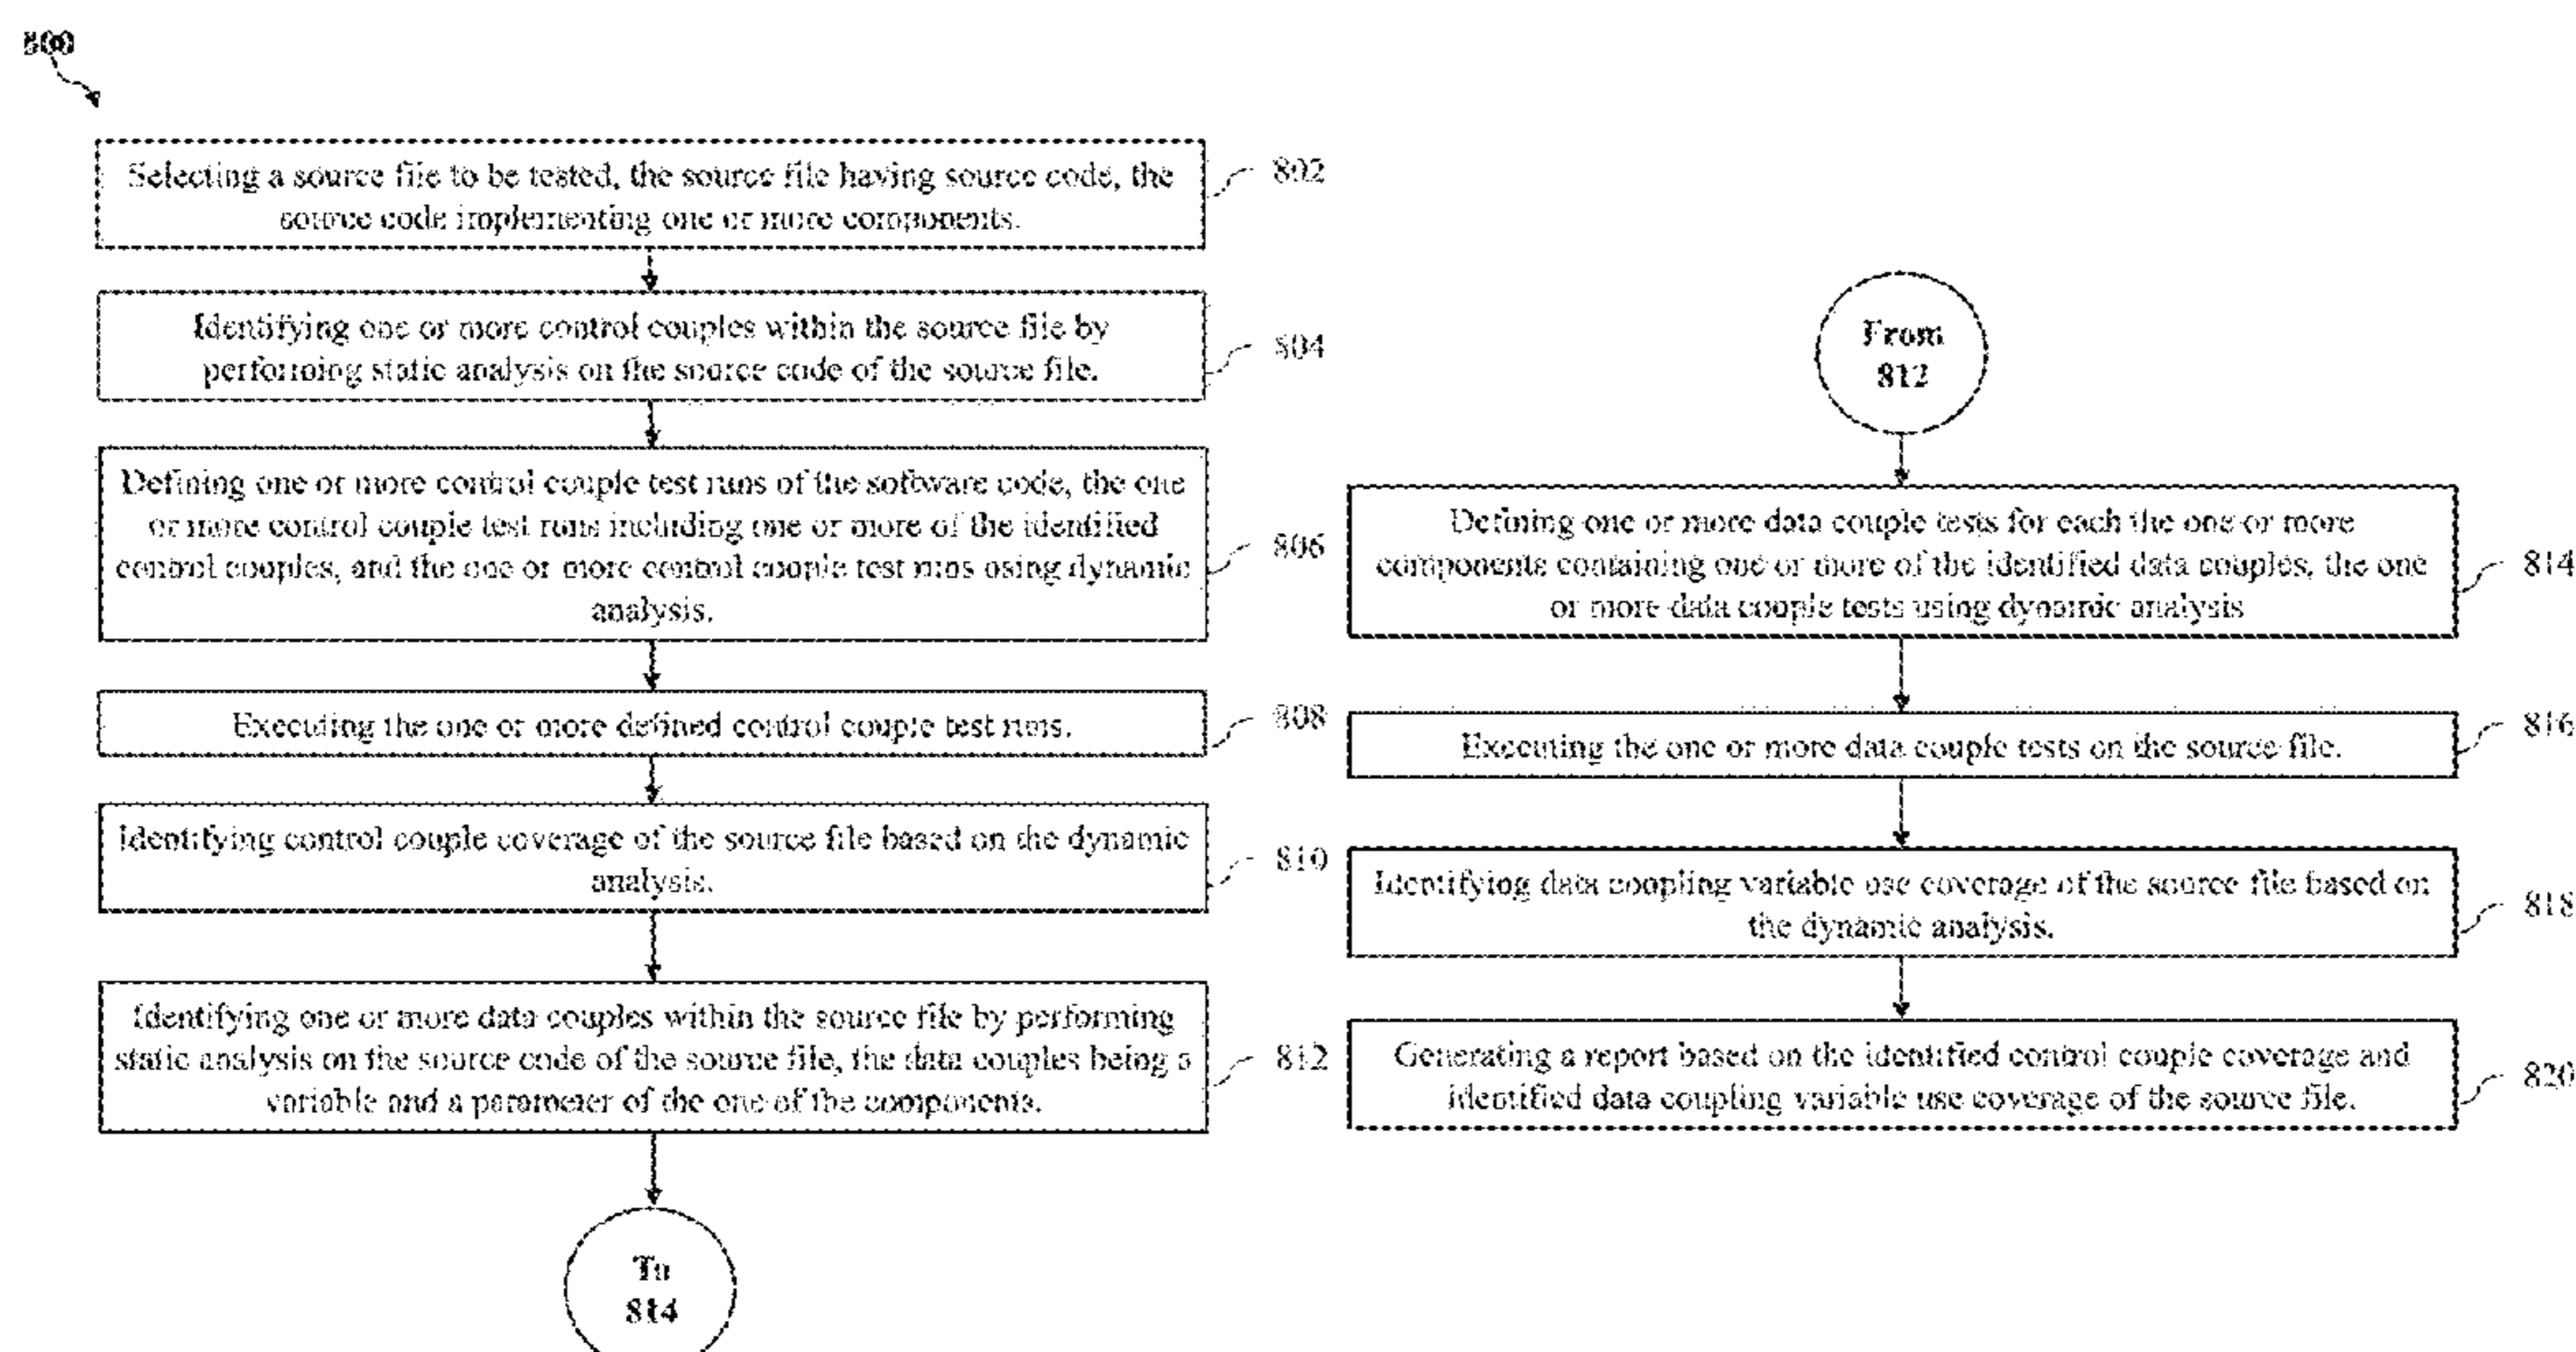 800
Selecting a source file to be tested, the source file having source code, the
source code implementing one or more components.
802
Identifying one or more control couples within the source file by
performing static analysis on the source code of the source file.
804
Defining one or more control couple test runs of the software code, the one
or more control couple test runs including one or more of the identified
control couples, and the one or more control couple test runs using dynamic
analysis.
806
Executing the one or more defined control couple test runs.
808
Identifying control couple coverage of the source file based on the dynamic
analysis.
810
Identifying one or more data couples within the source file by performing
static analysis on the source code of the source file, the data couples being a
variable and a parameter of the one of the components.
812
To
814
From
812
Defining one or more data couple tests for each the one or more
components containing one or more of the identified data couples, the one
or more data couple tests using dynamic analysis
814
Executing the one or more data couple tests on the source file.
816
Identifying data coupling variable use coverage of the source file based on
the dynamic analysis.
818
Generating a report based on the identified control couple coverage and
identified data coupling variable use coverage of the source file.
820